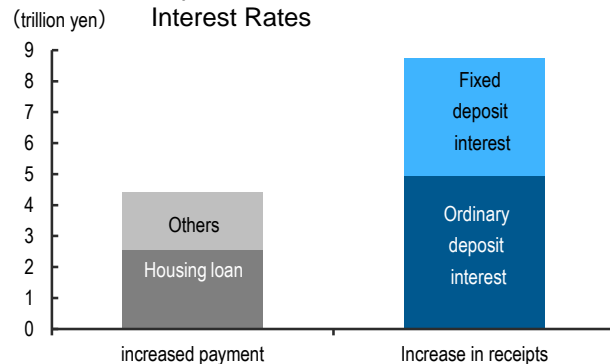 (trillion yen)
Interest Rates
9
8
7
6
5
4
3
2
1
0
Fixed
deposit
interest
Others
Housing loan
Ordinary
deposit
interest
increased payment
Increase in receipts